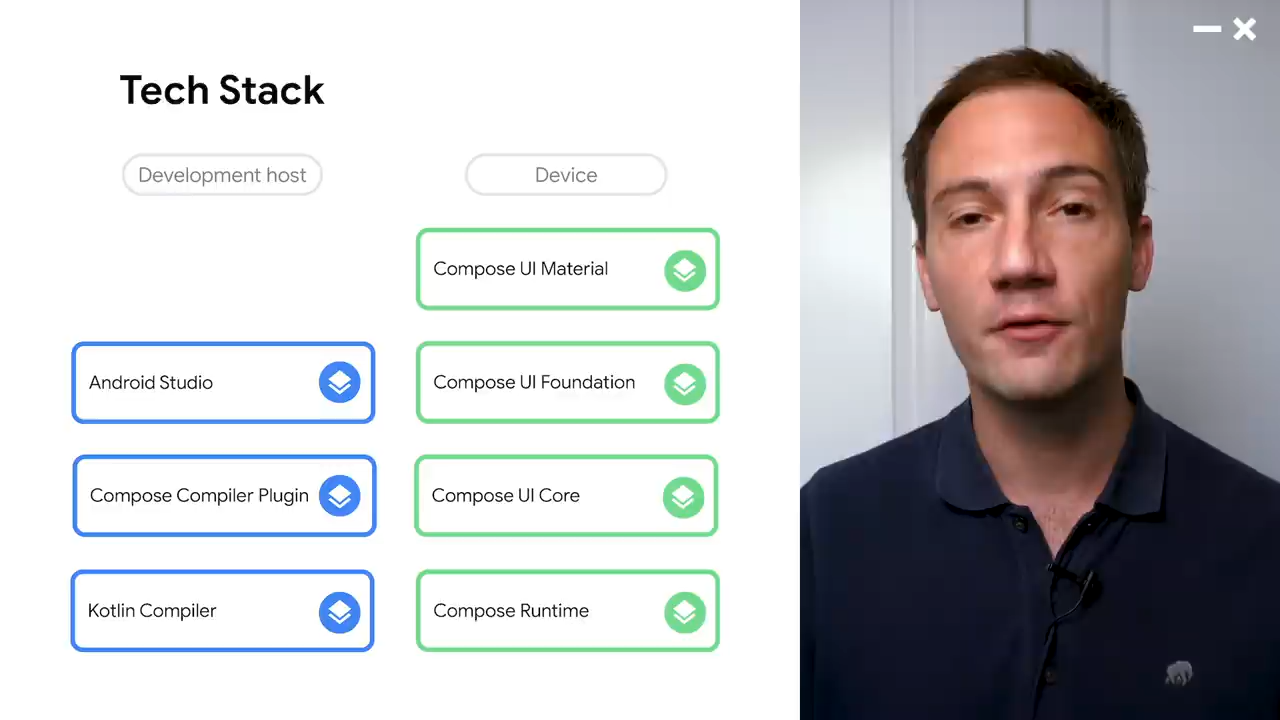 Tech Stack
Development host
Device
Compose UI Material
Android Studio
Compose UI Foundation
Compose Compiler Plugin
Compose UI Core
Kotlin Compiler
Compose Runtime